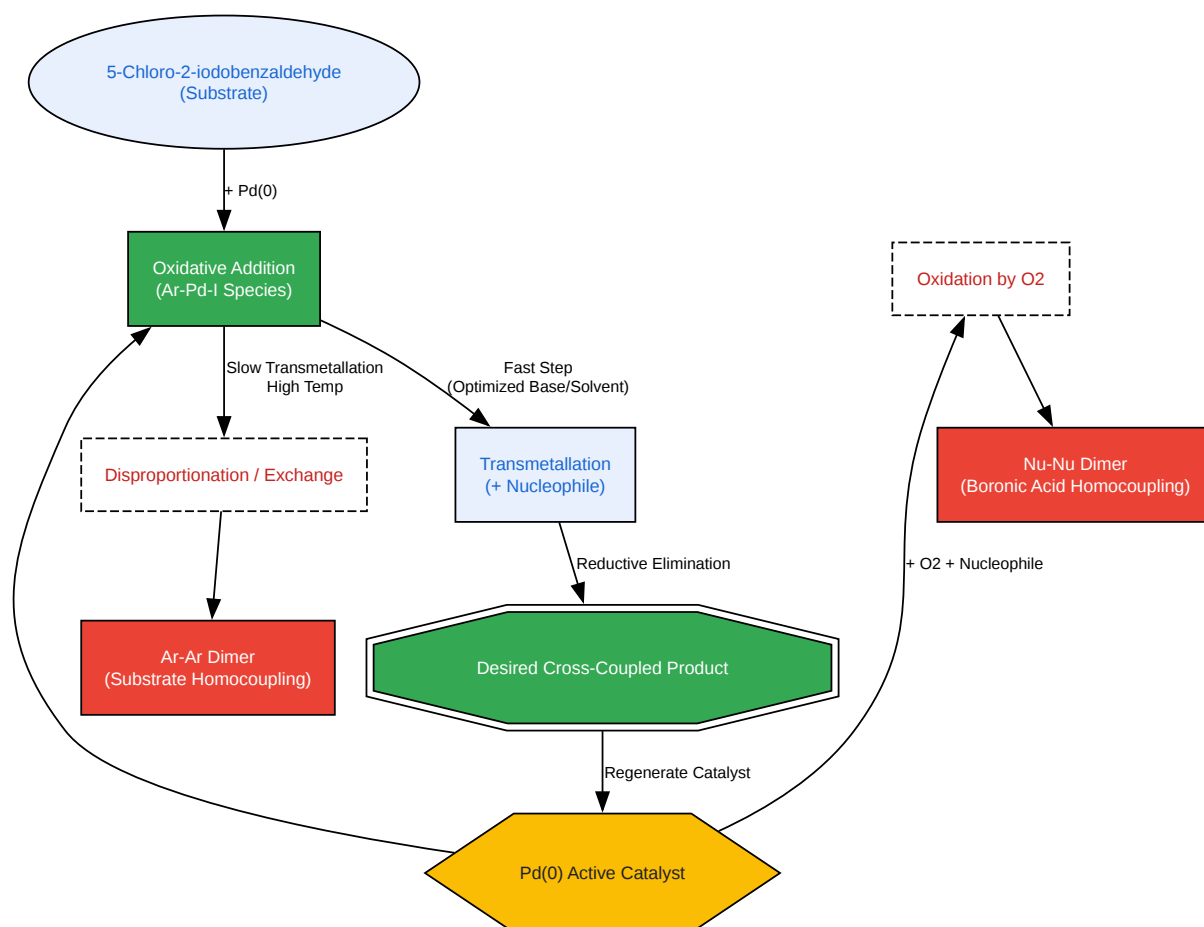 5-Chloro-2-iodobenzaldehyde
(Substrate)
+ Pd(0)
Oxidative Addition
(Ar-Pd-I Species)
Oxidation by O2
Slow Transmetallation
High Temp
Fast Step
(Optimized Base/Solvent)
Disproportionation / Exchange
Transmetallation
(+ Nucleophile)
Nu-Nu Dimer
(Boronic Acid Homocoupling)
Reductive Elimination
+ O2 + Nucleophile
Ar-Ar Dimer
(Substrate Homocoupling)
Desired Cross-Coupled Product
Regenerate Catalyst
Pd(0) Active Catalyst